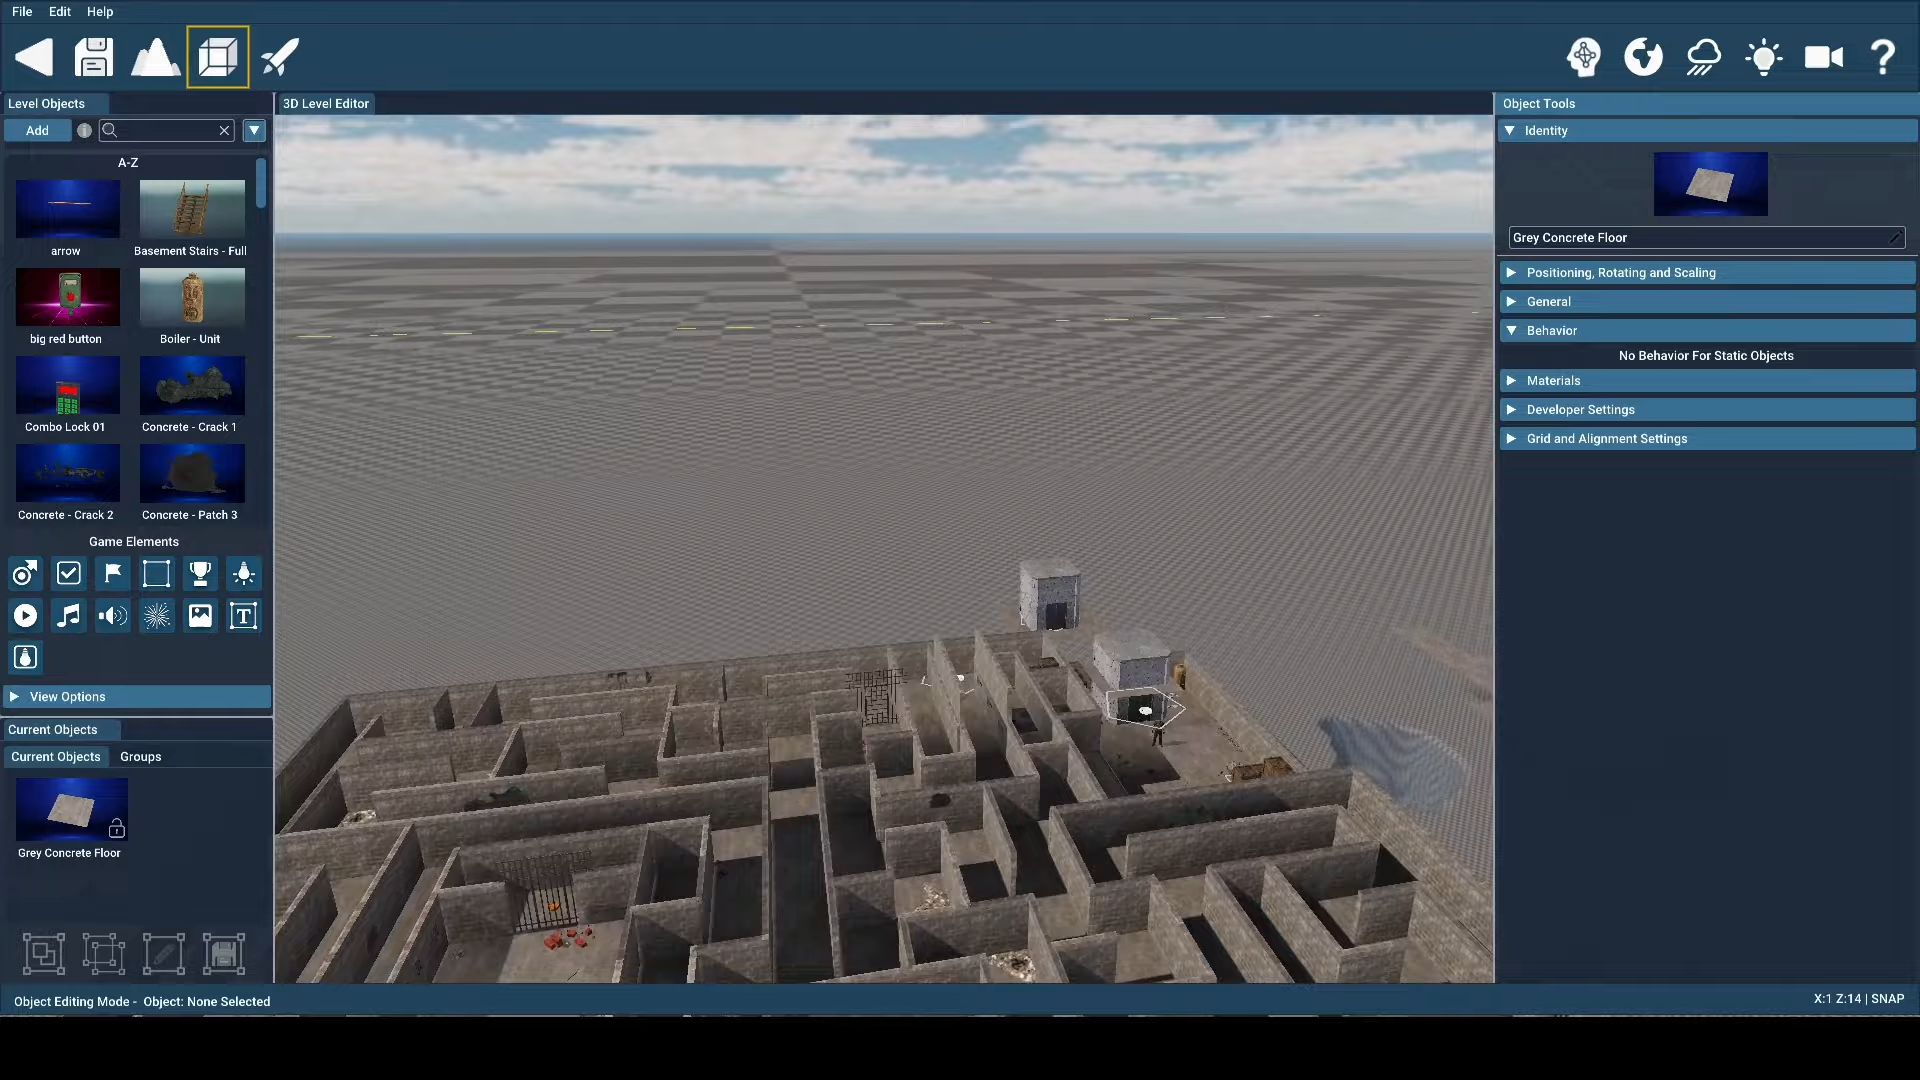 File Edit Help
Level Objects
Add
A-Z
arrow
Basement Stairs - Full
big red button
Boiler - Unit
Combo Lock 01
Concrete - Crack 1
Concrete - Crack 2
Concrete - Patch 3
Game Elements
View Options
Current Objects
Current Objects Groups
Grey Concrete Floor
3D Level Editor
Object Tools
Identity
Grey Concrete Floor
Positioning, Rotating and Scaling
General
Behavior
No Behavior For Static Objects
Materials
Developer Settings
Grid and Alignment Settings
Object Editing Mode - Object: None Selected
X:1 Z:14 | SNAP